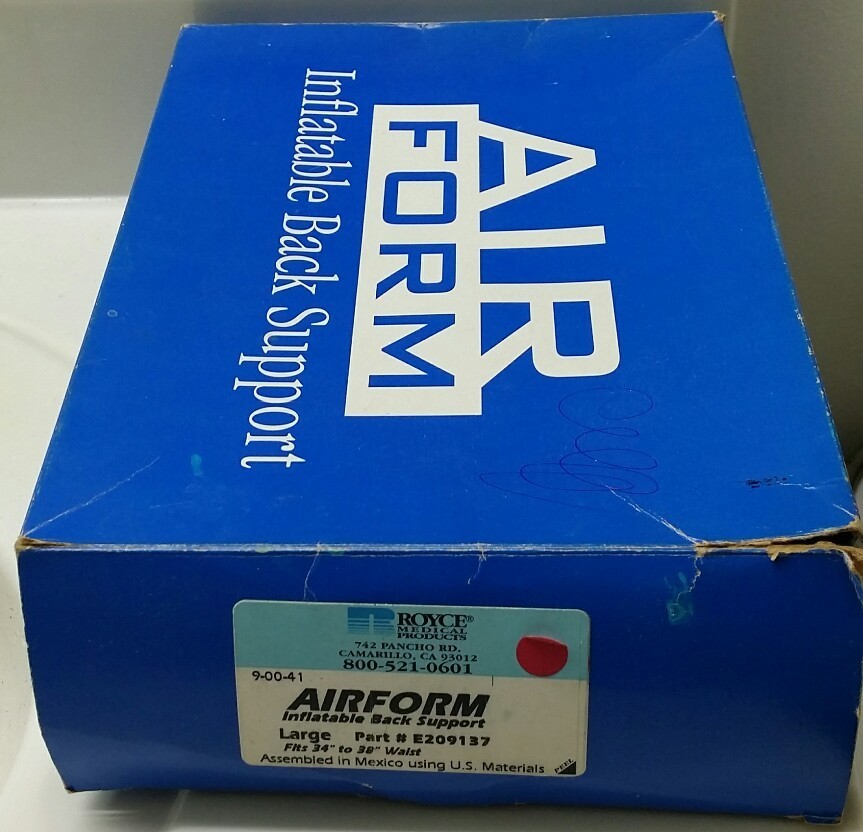 AIR
FORM
Inflatable Back Support
ROYCE®
MEDICAL
PRODUCTS
742 PANCHO RD.
CAMARILLO, CA 93012
800-521-0601
9-00-41
AIRFORM
Inflatable Back Support
Large Part # E209137
Fits 34" to 38" Waist
Assembled in Mexico using U.S. Materials
PEEL